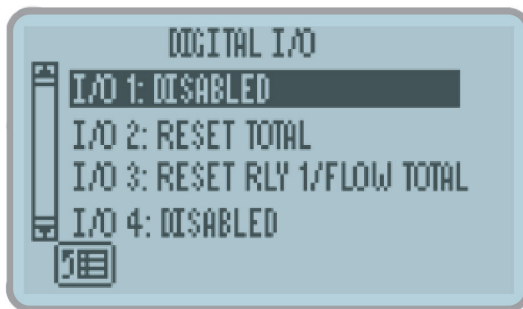 DIGITAL I/O
I/O 1: DISABLED
I/O 2: RESET TOTAL
I/O 3: RESET RLY 1/FLOW TOTAL
I/O 4: DISABLED